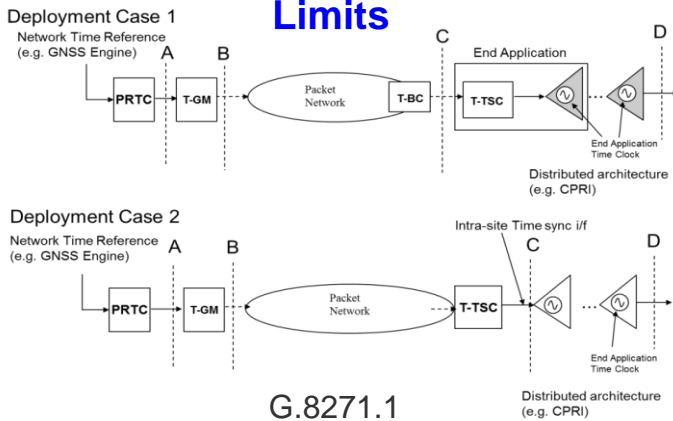 Limits
Deployment Case 1
Network Time Reference
(e.g. GNSS Engine)
A
B
C
D
End Application
PRTC
T-GM
Packet
Network
T-BC
T-TSC
...
End Application
Time Clock
Distributed architecture
(e.g. CPRI)
Deployment Case 2
Network Time Reference
(e.g. GNSS Engine)
A
B
Intra-site Time sync i/f
C
D
PRTC
T-GM
Packet
Network
T-TSC
...
End Application
Time Clock
Distributed architecture
(e.g. CPRI)
G.8271.1